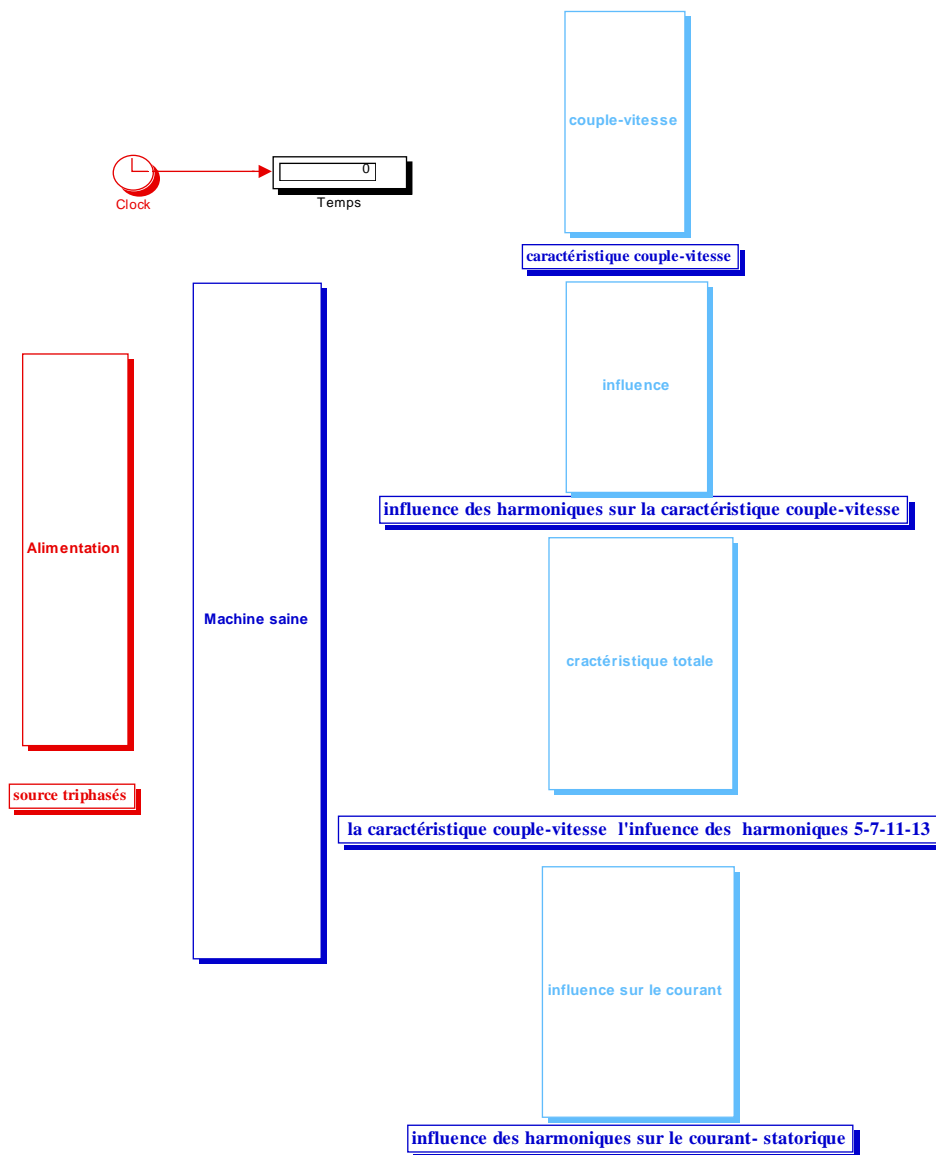 couple-vitesse
0
Clock
Temps
caractéristique couple-vitesse
influence
influence des harmoniques sur la caractéristique couple-vitesse
Alimentation
Machine saine
cractéristique totale
source triphasés
la caractéristique couple-vitesse l'infuence des harmoniques 5-7-11-13
influence sur le courant
influence des harmoniques sur le courant- statorique